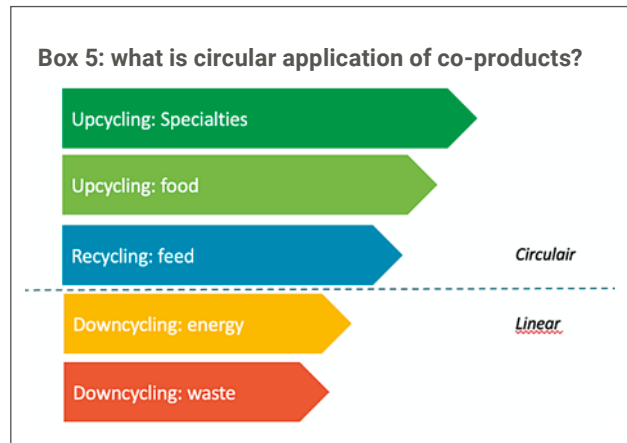 Box 5: what is circular application of co-products?
Upcycling: Specialties
Upcycling: food
Recycling: feed
Circulair
Downcycling: energy
Linear
Downcycling: waste